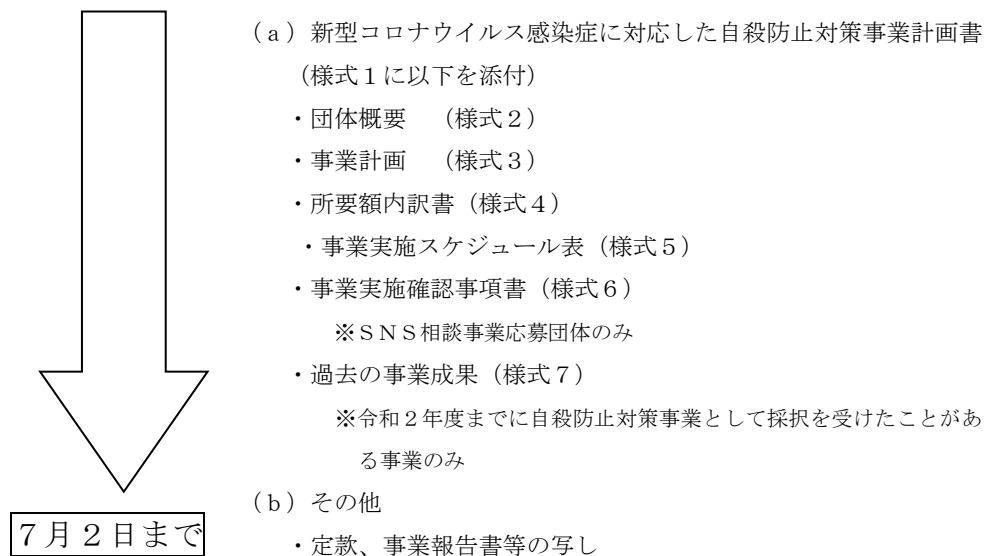 （ａ）新型コロナウイルス感染症に対応した自殺防止対策事業計画書
（様式１に以下を添付）
・団体概要　（様式２）
・事業計画　（様式３）
・所要額内訳書（様式４）
・事業実施スケジュール表（様式５）
・事業実施確認事項書（様式６）
※ＳＮＳ相談事業応募団体のみ
・過去の事業成果（様式７）
※令和２年度までに自殺防止対策事業として採択を受けたことがあ
る事業のみ
（ｂ）その他
・定款、事業報告書等の写し
７月２日まで